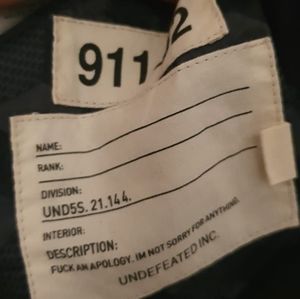 911
2
NAME:
RANK:
DIVISION:
UND5S. 21.144.
INTERIOR:
DESCRIPTION:
FUCK AN APOLOGY. IM NOT SORRY FOR ANYTHING.
UNDEFEATED INC.